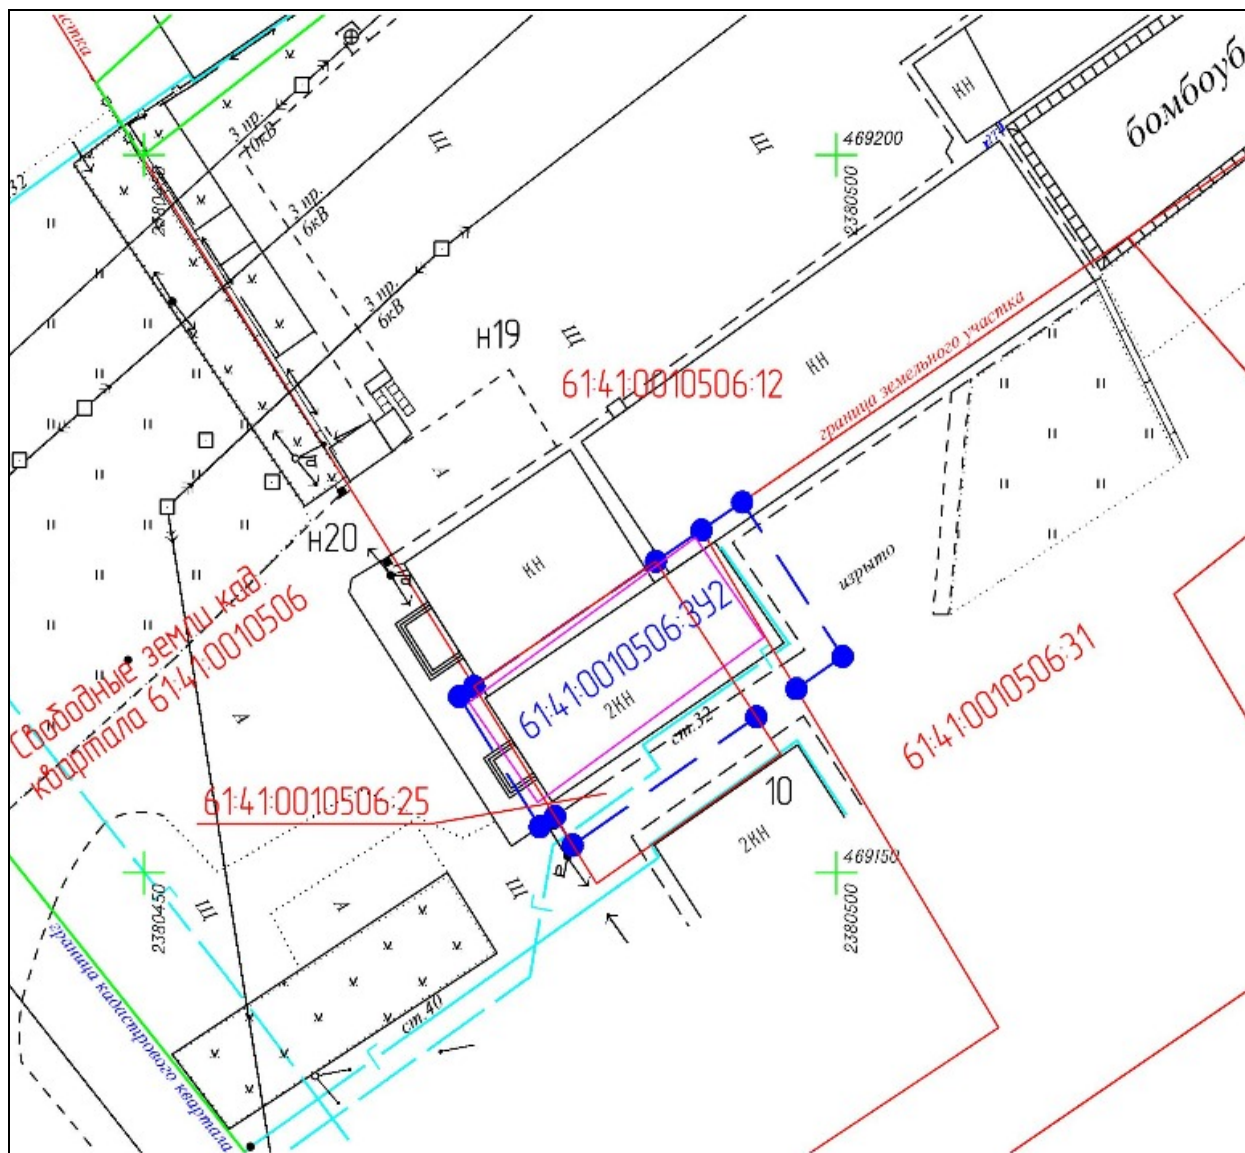 астка
КН
бомбоуб
3 пр.
10кВ
Щ
Щ
469200
2380500
32
3 пр.
6кВ
3 пр.
6кВ
н19
Щ
61:41:0010506:12
КН
граница земельного участка
А
н20
КН
изрыто
Свободные земли кад.
квартала 61:41:0010506
61:41:0010506:ЗУ2
2КН
ст.32
61:41:0010506:31
А
61:41:0010506:25
10
2КН
469150
2380500
2380450
Щ
А
Щ
граница кадастрового квартала
ст.40